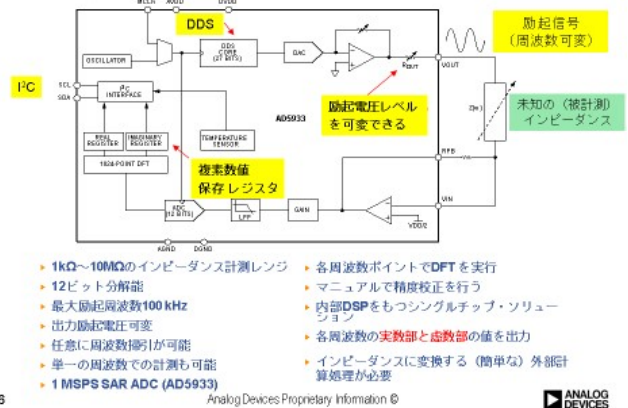 MCLK AVDD DVDD
DDS
励起信号
(周波数可変)
OSCILLATOR
DDS
CORE
(27 BITS)
DAC
ROUT
VOUT
I²C
SCL
SDA
I²C
INTERFACE
励起電圧レベル
を可変できる
AD5933
Z(ω)
未知の(被計測)
インピーダンス
REAL
REGISTER
IMAGINARY
REGISTER
TEMPERATURE
SENSOR
RFB
1024-POINT DFT
複素数値
保存レジスタ
ADC
(12 BITS)
LPF
GAIN
VIN
VDD/2
AGND DGND
▸ 1kΩ～10MΩのインピーダンス計測レンジ
▸ 12ビット分解能
▸ 最大励起周波数100 kHz
▸ 出力励起電圧可変
▸ 任意に周波数掃引が可能
▸ 単一の周波数での計測も可能
▸ 1 MSPS SAR ADC (AD5933)
▸ 各周波数ポイントでDFTを実行
▸ マニュアルで精度校正を行う
▸ 内部DSPをもつシングルチップ・ソリュー
ション
▸ 各周波数の実数部と虚数部の値を出力
▸ インピーダンスに変換する(簡単な)外部計
算処理が必要
6
Analog Devices Proprietary Information ©
ANALOG
DEVICES